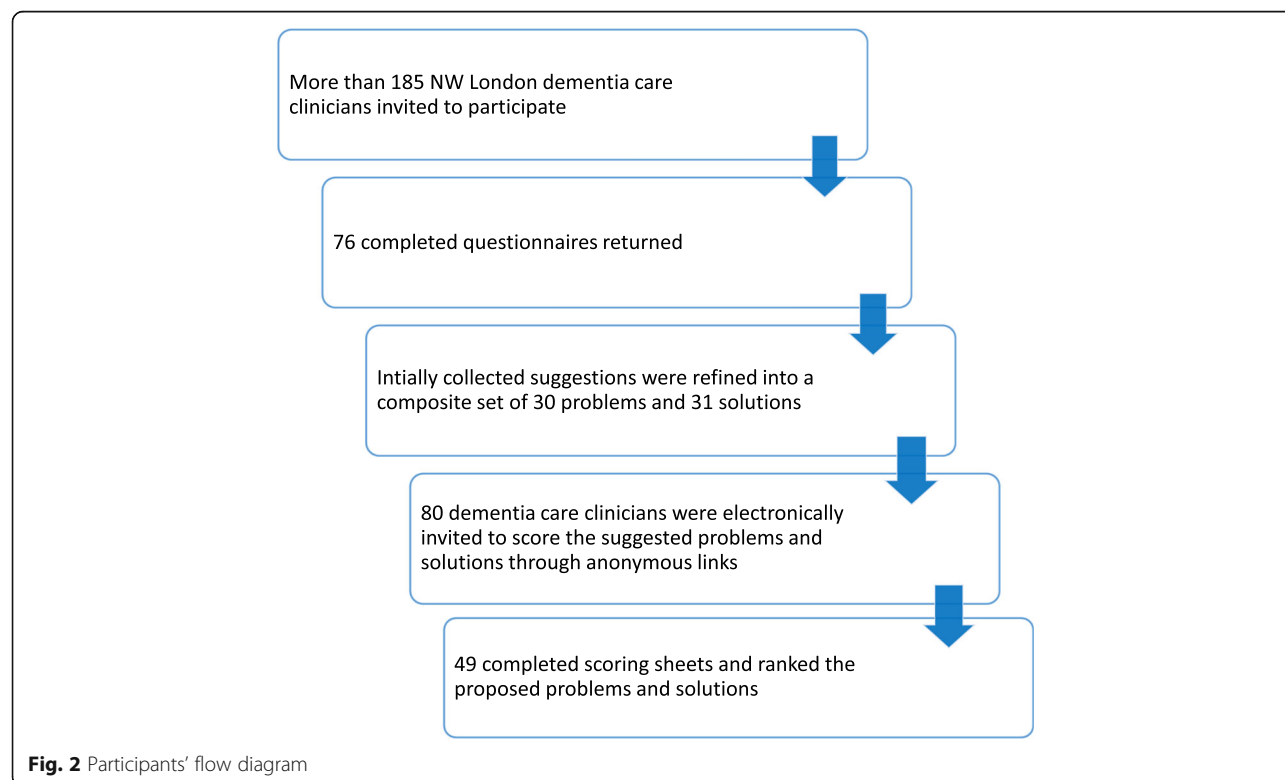 More than 185 NW London dementia care
clinicians invited to participate
76 completed questionnaires returned
Intially collected suggestions were refined into a
composite set of 30 problems and 31 solutions
80 dementia care clinicians were electronically
invited to score the suggested problems and
solutions through anonymous links
49 completed scoring sheets and ranked the
proposed problems and solutions
Fig. 2 Participants’ flow diagram